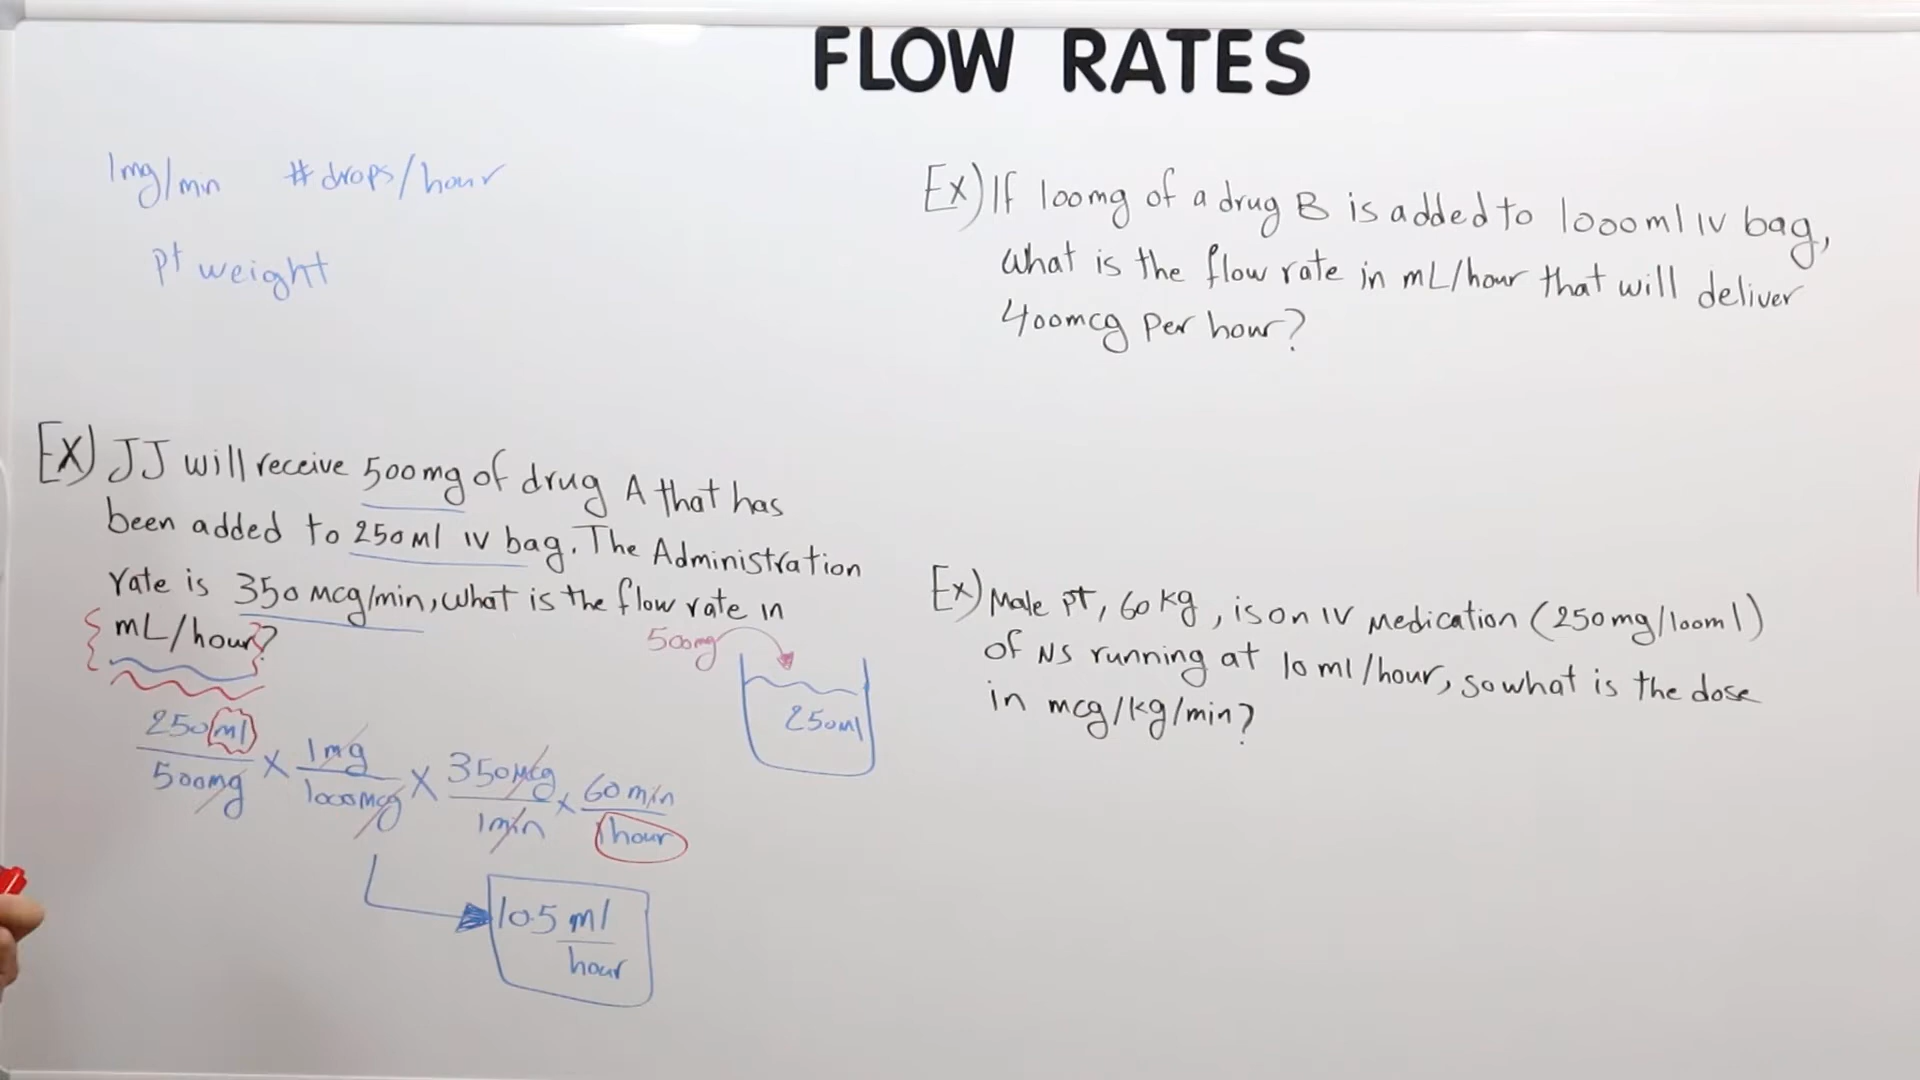 FLOW RATES
1mg/min #drops/hour
pt weight
Ex) JJ will receive 500mg of drug A that has
been added to 250ml IV bag. The Administration
rate is 350 mcg/min, what is the flow rate in
mL/hour?
500mg
250ml
250ml/500mg x 1mg/1000mcg x 350mcg/1min x 60min/1hour
10.5 ml/hour
Ex) If 100mg of a drug B is added to 1000ml IV bag,
what is the flow rate in mL/hour that will deliver
400mcg per hour?
Ex) Male pt, 60kg, is on IV medication (250mg/100ml)
of NS running at 10ml/hour, so what is the dose
in mcg/kg/min?